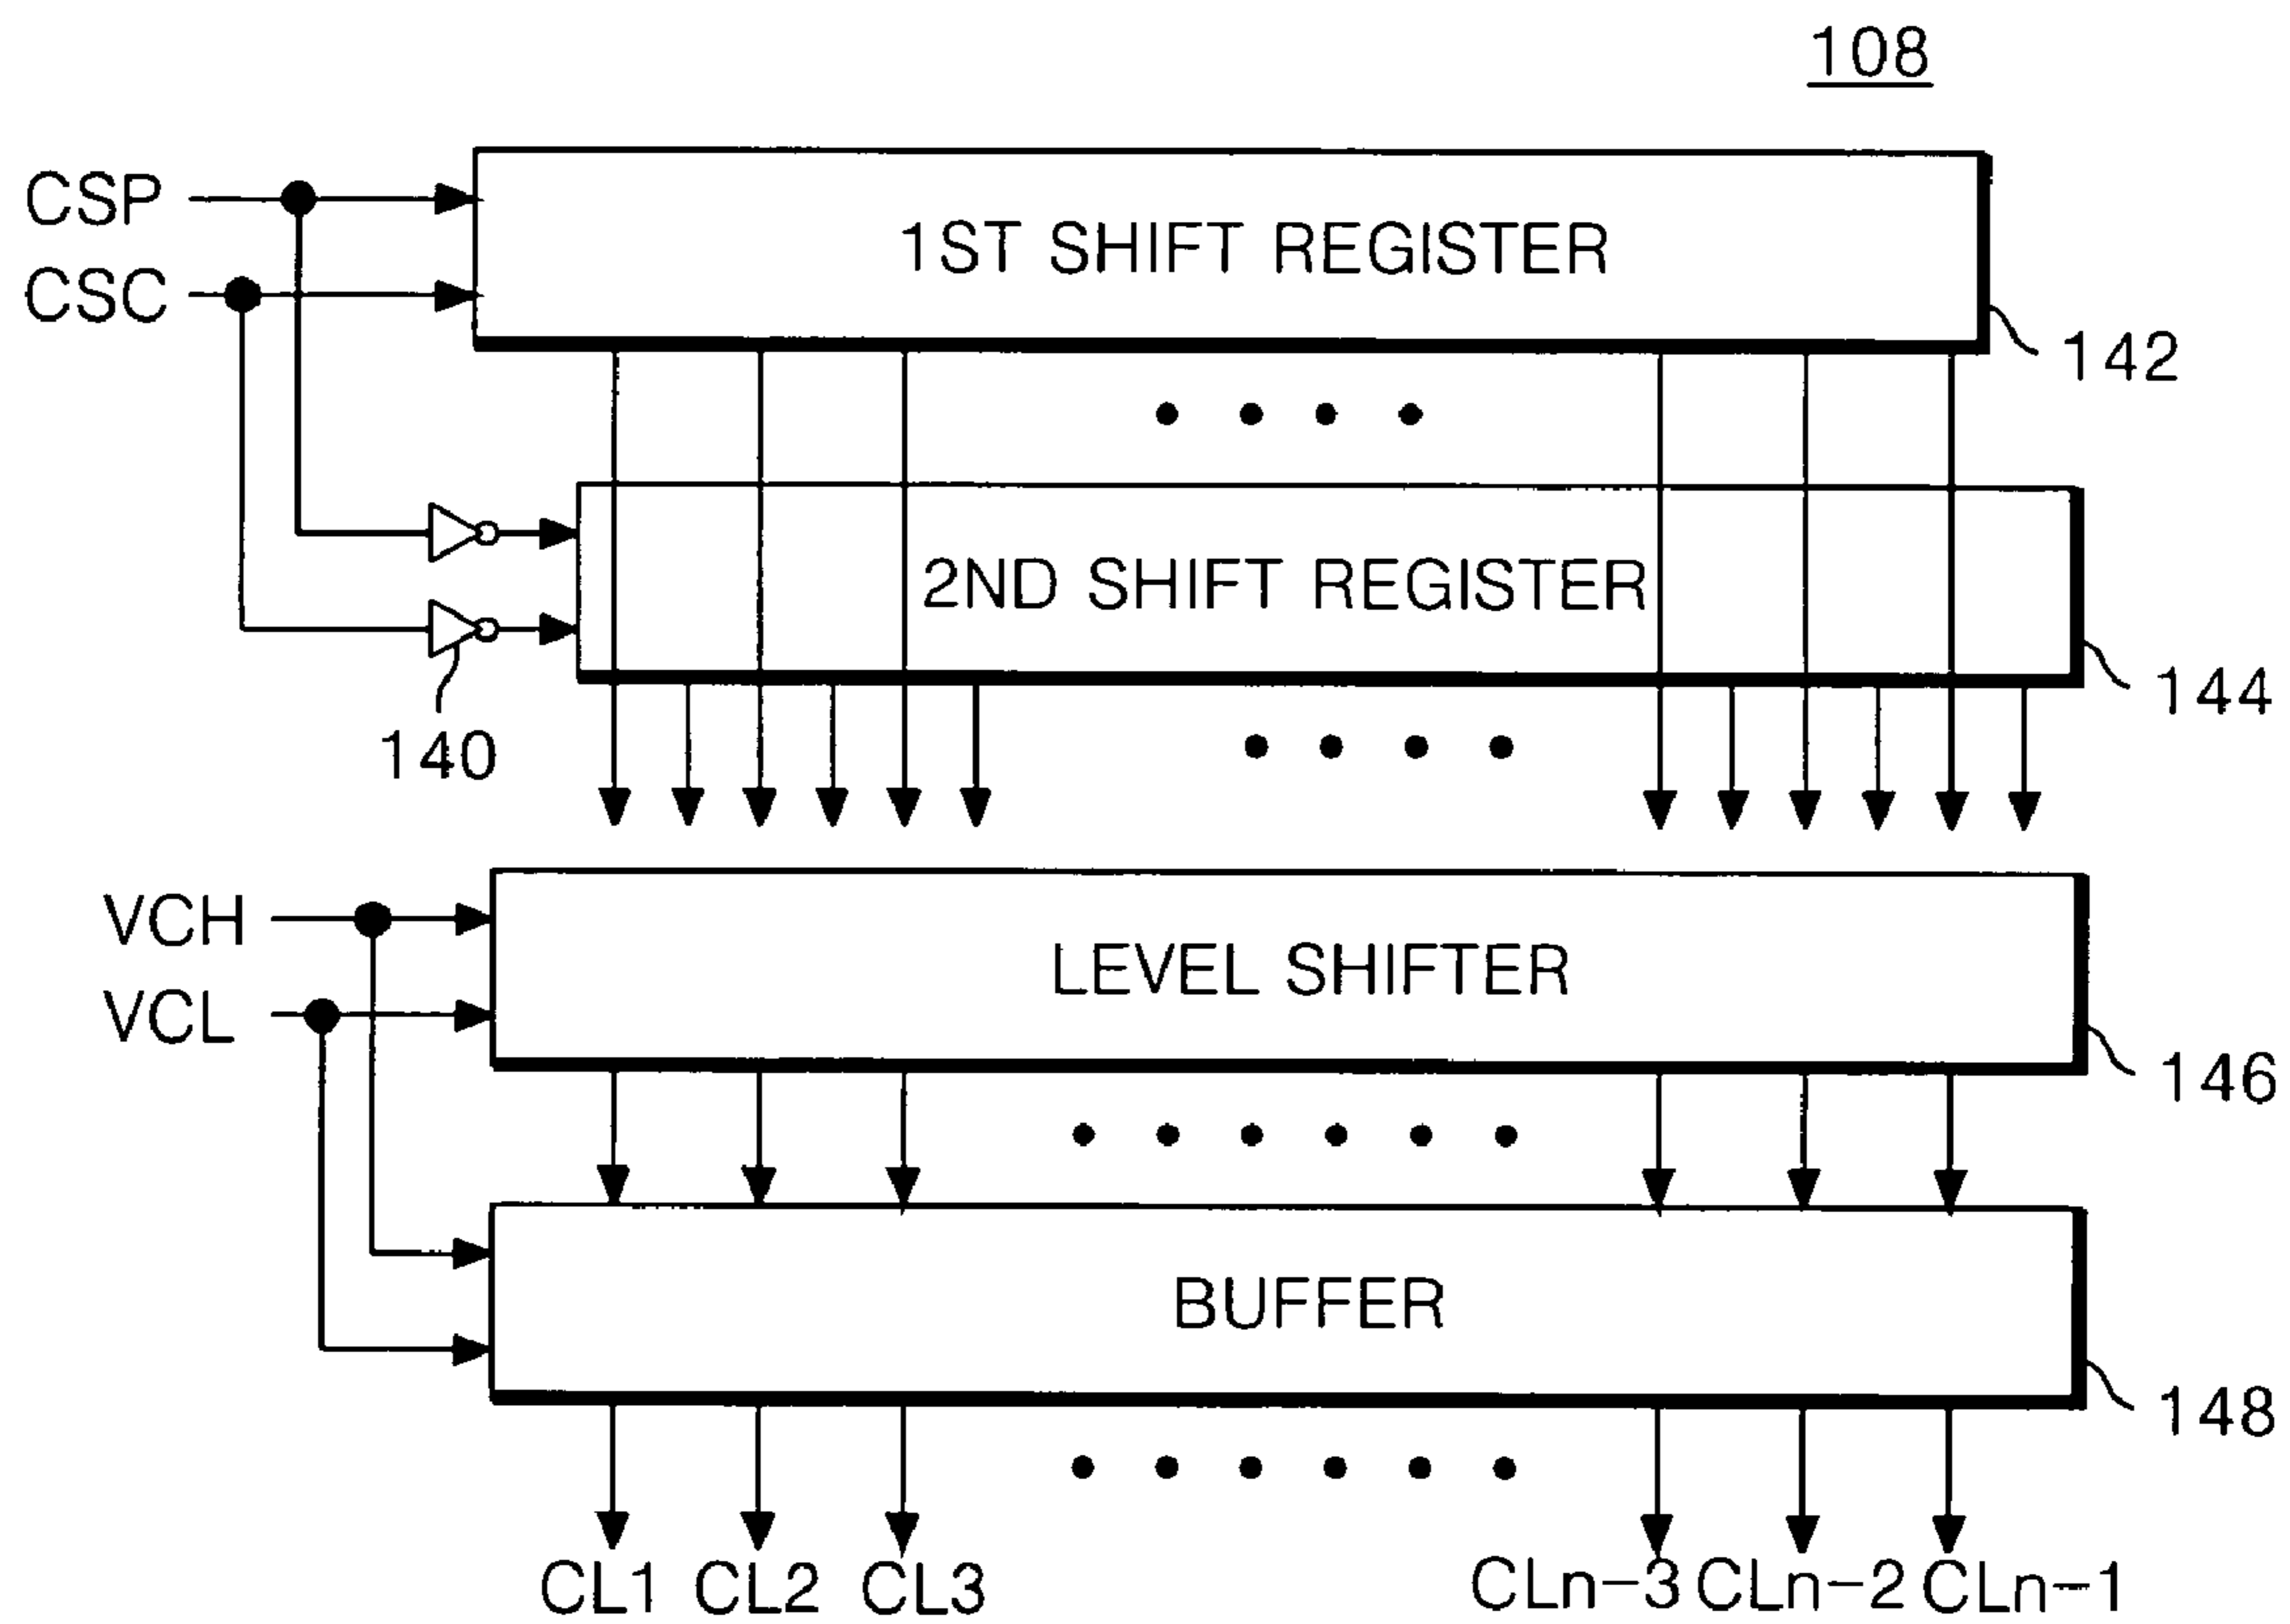 108
CSP
1ST SHIFT REGISTER
CSC
142
2ND SHIFT REGISTER
144
140
VCH
LEVEL SHIFTER
VCL
146
BUFFER
148
CL1 CL2 CL3 CLn-3 CLn-2 CLn-1